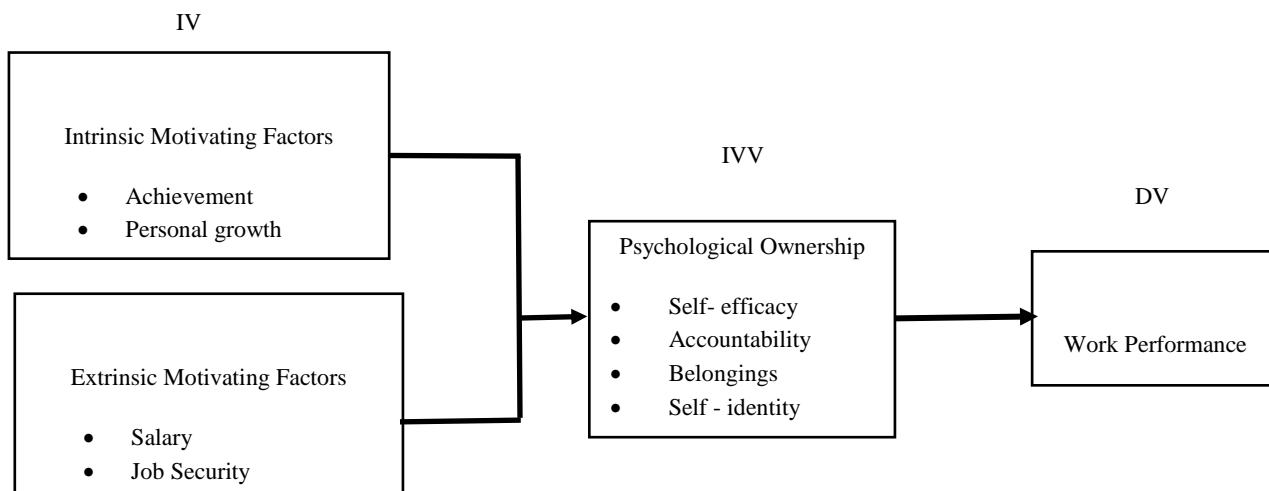 IV
Intrinsic Motivating Factors
• Achievement
• Personal growth
Extrinsic Motivating Factors
• Salary
• Job Security
IVV
Psychological Ownership
• Self- efficacy
• Accountability
• Belongings
• Self - identity
DV
Work Performance